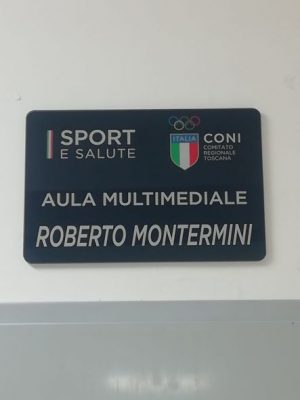 SPORT
E SALUTE
ITALIA
CONI
COMITATO
REGIONALE
TOSCANA
AULA MULTIMEDIALE
ROBERTO MONTERMINI